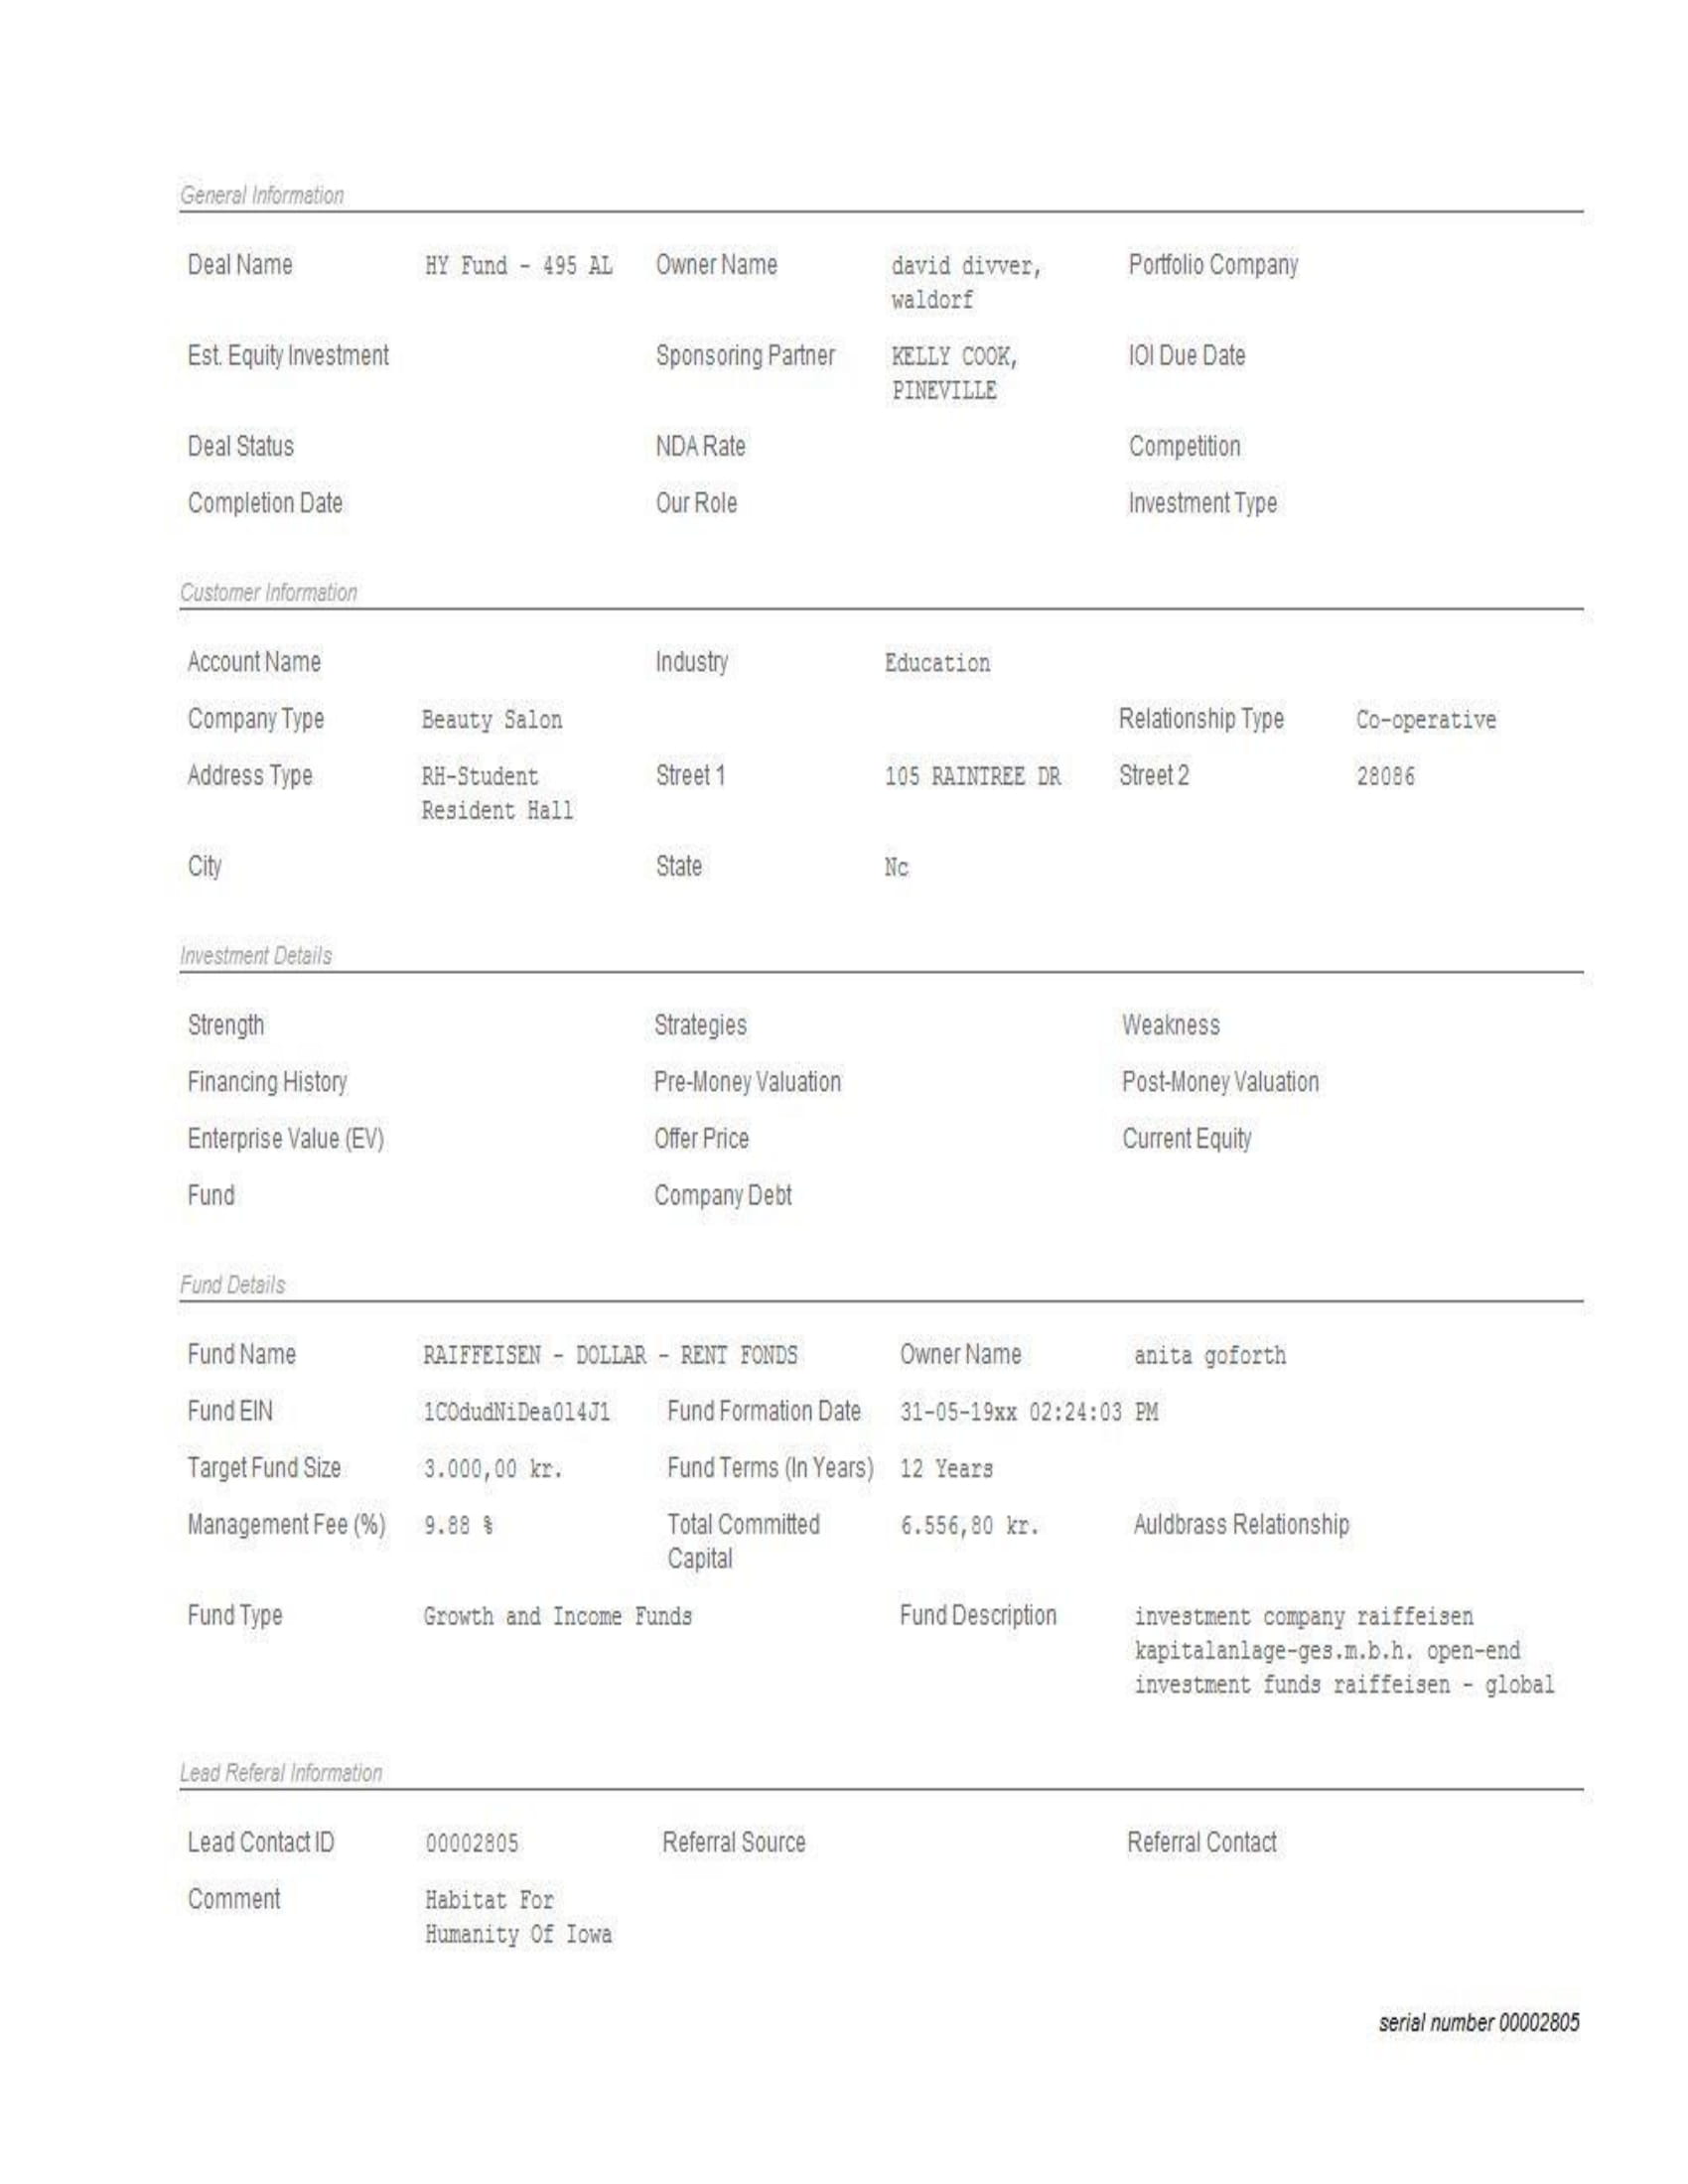 General Information
Deal Name HY Fund - 495 AL Owner Name david divver, Portfolio Company
waldorf
Est. Equity Investment Sponsoring Partner KELLY COOK, IOI Due Date
PINEVILLE
Deal Status NDA Rate Competition
Completion Date Our Role Investment Type
Customer Information
Account Name Industry Education
Company Type Beauty Salon Relationship Type Co-operative
Address Type RH-Student Street 1 105 RAINTREE DR Street 2 28086
Resident Hall
City State Nc
Investment Details
Strength Strategies Weakness
Financing History Pre-Money Valuation Post-Money Valuation
Enterprise Value (EV) Offer Price Current Equity
Fund Company Debt
Fund Details
Fund Name RAIFFEISEN - DOLLAR - RENT FONDS Owner Name anita goforth
Fund EIN 1COdudNiDea0l4J1 Fund Formation Date 31-05-19xx 02:24:03 PM
Target Fund Size 3.000,00 kr. Fund Terms (In Years) 12 Years
Management Fee (%) 9.88 % Total Committed 6.556,80 kr. Auldbrass Relationship
Capital
Fund Type Growth and Income Funds Fund Description investment company raiffeisen
kapitalanlage-ges.m.b.h. open-end
investment funds raiffeisen - global
Lead Referal Information
Lead Contact ID 00002805 Referral Source Referral Contact
Comment Habitat For
Humanity Of Iowa
serial number 00002805